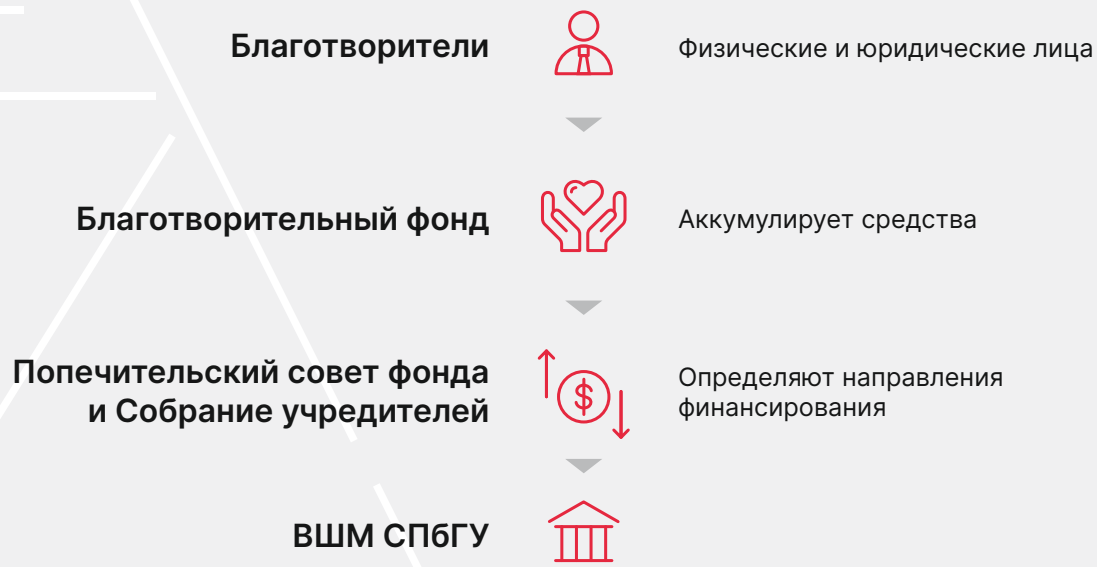 Благотворители
Физические и юридические лица
Благотворительный фонд
Аккумулирует средства
Попечительский совет фонда
и Собрание учредителей
Определяют направления
финансирования
ВШМ СПбГУ